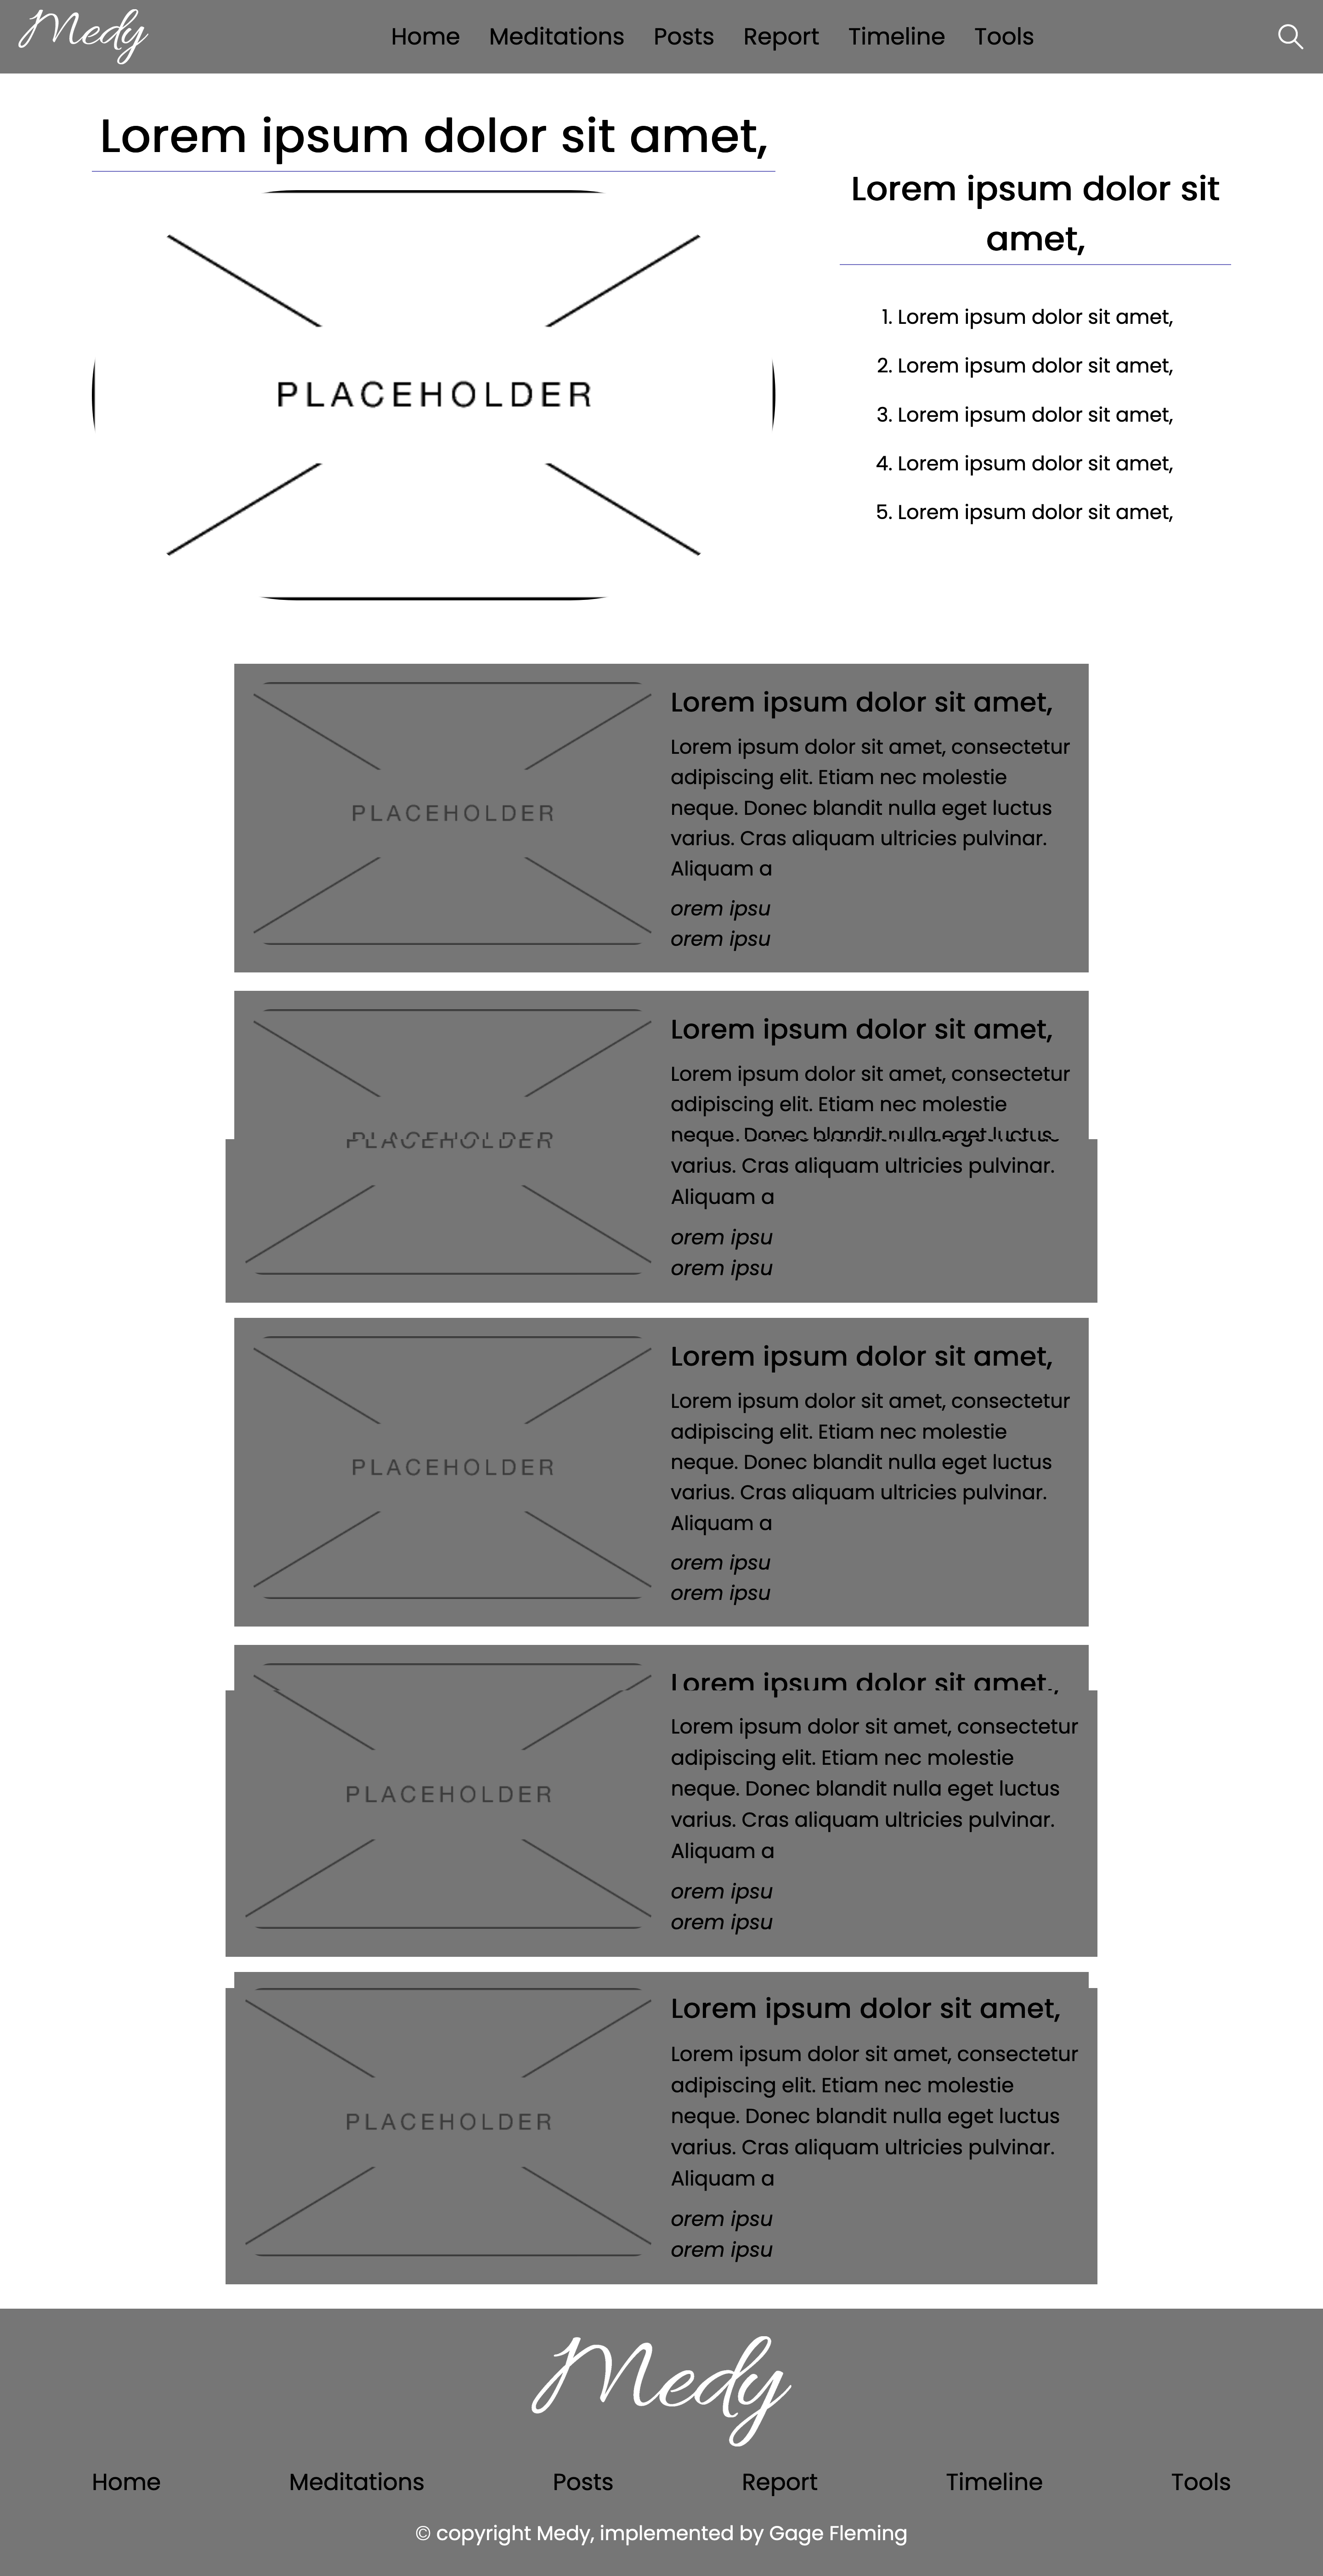 Medy
Home Meditations Posts Report Timeline Tools
Lorem ipsum dolor sit amet,
PLACEHOLDER
Lorem ipsum dolor sit
amet,
1. Lorem ipsum dolor sit amet,
2. Lorem ipsum dolor sit amet,
3. Lorem ipsum dolor sit amet,
4. Lorem ipsum dolor sit amet,
5. Lorem ipsum dolor sit amet,
PLACEHOLDER
Lorem ipsum dolor sit amet,
Lorem ipsum dolor sit amet, consectetur
adipiscing elit. Etiam nec molestie
neque. Donec blandit nulla eget luctus
varius. Cras aliquam ultricies pulvinar.
Aliquam a
orem ipsu
orem ipsu
PLACEHOLDER
Lorem ipsum dolor sit amet,
Lorem ipsum dolor sit amet, consectetur
adipiscing elit. Etiam nec molestie
neque. Donec blandit nulla eget luctus
varius. Cras aliquam ultricies pulvinar.
Aliquam a
orem ipsu
orem ipsu
PLACEHOLDER
Lorem ipsum dolor sit amet,
Lorem ipsum dolor sit amet, consectetur
adipiscing elit. Etiam nec molestie
neque. Donec blandit nulla eget luctus
varius. Cras aliquam ultricies pulvinar.
Aliquam a
orem ipsu
orem ipsu
PLACEHOLDER
Lorem ipsum dolor sit amet,
Lorem ipsum dolor sit amet, consectetur
adipiscing elit. Etiam nec molestie
neque. Donec blandit nulla eget luctus
varius. Cras aliquam ultricies pulvinar.
Aliquam a
orem ipsu
orem ipsu
PLACEHOLDER
Lorem ipsum dolor sit amet,
Lorem ipsum dolor sit amet, consectetur
adipiscing elit. Etiam nec molestie
neque. Donec blandit nulla eget luctus
varius. Cras aliquam ultricies pulvinar.
Aliquam a
orem ipsu
orem ipsu
Medy
Home Meditations Posts Report Timeline Tools
© copyright Medy, implemented by Gage Fleming